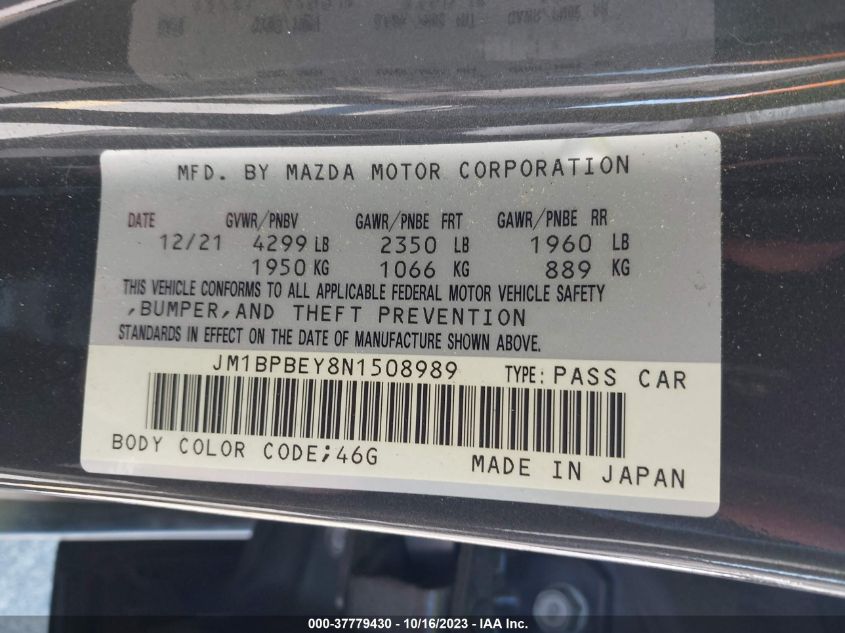 MFD. BY MAZDA MOTOR CORPORATION
DATE GVWR/PNBV GAWR/PNBE FRT GAWR/PNBE RR
12/21 4299 LB 2350 LB 1960 LB
1950 KG 1066 KG 889 KG
THIS VEHICLE CONFORMS TO ALL APPLICABLE FEDERAL MOTOR VEHICLE SAFETY
,BUMPER,AND THEFT PREVENTION
STANDARDS IN EFFECT ON THE DATE OF MANUFACTURE SHOWN ABOVE.
JM1BPBEY8N1508989 TYPE: PASS CAR
BODY COLOR CODE;46G MADE IN JAPAN
000-37779430 - 10/16/2023 - IAA Inc.